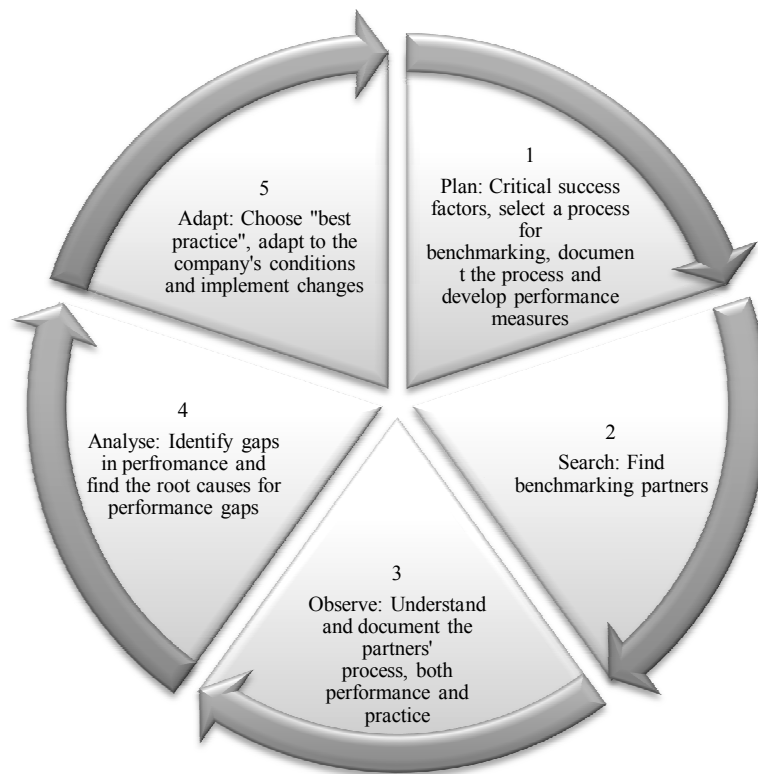 1
Plan: Critical success
factors, select a process
for
benchmarking, documen
t the process and
develop performance
measures
2
Search: Find
benchmarking partners
3
Observe: Understand
and document the
partners'
process, both
performance and
practice
4
Analyse: Identify gaps
in perfromance and
find the root causes for
performance gaps
5
Adapt: Choose "best
practice", adapt to the
company's conditions
and implement changes